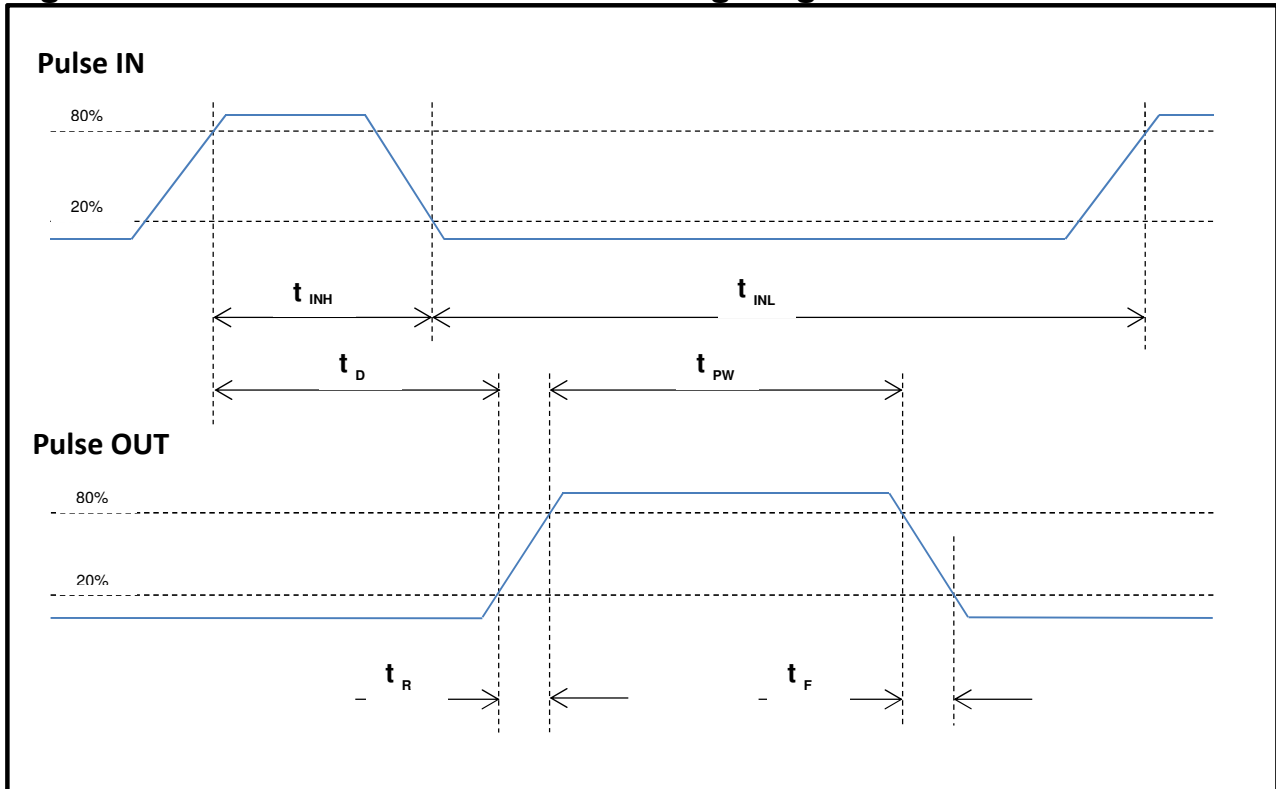 Pulse IN
80%
20%
t INH
t INL
t D
t PW
Pulse OUT
80%
20%
t R
t F